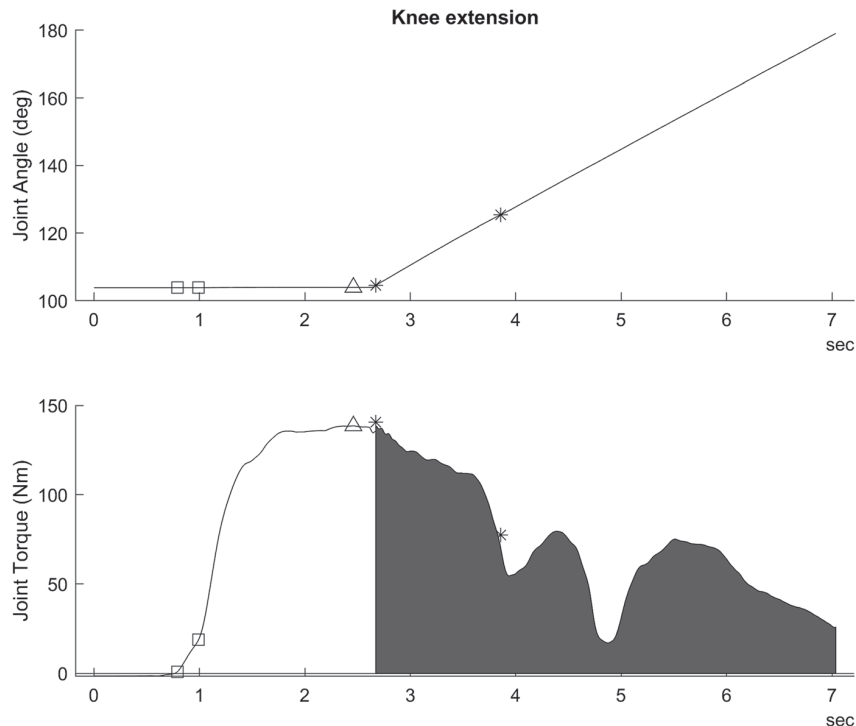 Knee extension
Joint Angle (deg)
180
160
140
120
100
0 1 2 3 4 5 6 7
sec
Joint Torque (Nm)
150
100
50
0
0 1 2 3 4 5 6 7
sec